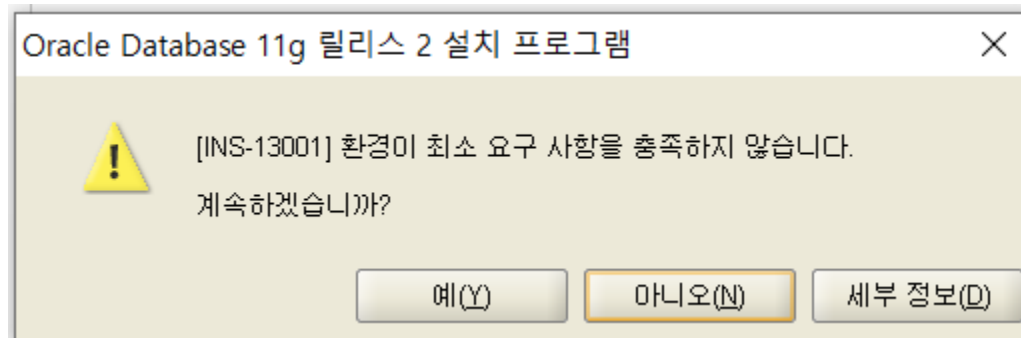 Oracle Database 11g 릴리스 2 설치 프로그램
[INS-13001] 환경이 최소 요구 사항을 충족하지 않습니다.
계속하겠습니까?
예(Y)
아니오(N)
세부 정보(D)